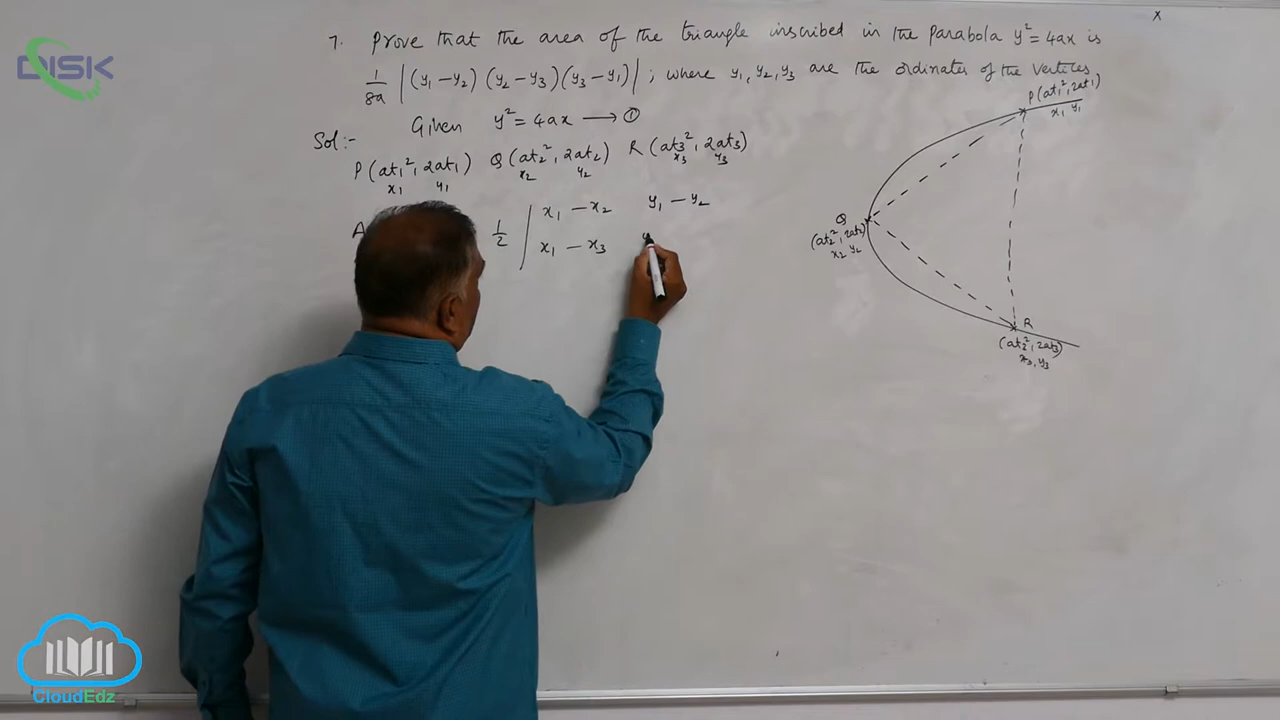 DISK
x
7. Prove that the area of the triangle inscribed in the parabola y² = 4ax is
1/8a |(y₁ – y₂) (y₂ – y₃)(y₃ – y₁)| ; where y₁, y₂, y₃ are the ordinates of the vertices
Sol:- Given y² = 4ax ⟶ ①
P(at₁², 2at₁) Q(at₂², 2at₂) R(at₃², 2at₃)
x₁ y₁ x₂ y₂ x₃ y₃
1/2 | x₁ – x₂ y₁ – y₂
x₁ – x₃
P(at₁², 2at₁)
x₁ y₁
Q
(at₂², 2at₂)
x₂ y₂
R
(at₂², 2at₃)
x₃, y₃
CloudEdz